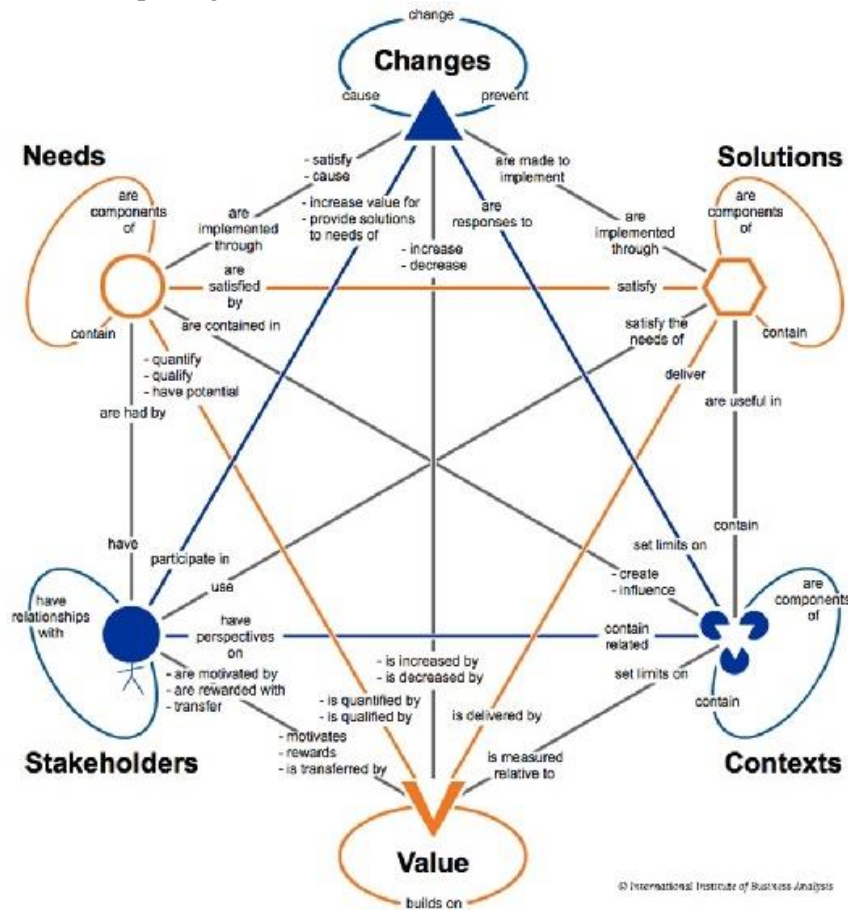 change
Changes
cause
prevent
Needs
Solutions
- satisfy
- cause
are made to
implement
are
components
of
are
implemented
through
- increase value for
- provide solutions
to needs of
- increase
- decrease
are
responses to
are
implemented
through
are
components
of
are
satisfied
by
satisfy
contain
are contained in
satisfy the
needs of
contain
- quantify
- qualify
- have potential
deliver
are had by
are useful in
contain
have
participate in
use
set limits on
- create
- influence
have
relationships
with
are
components
of
have
perspectives
on
contain
related
- are motivated by
- are rewarded with
- transfer
- is increased by
- is decreased by
set limits on
contain
- is quantified by
- is qualified by
is delivered by
- motivates
- rewards
- is transferred by
is measured
relative to
Stakeholders
Contexts
Value
builds on
© International Institute of Business Analysis